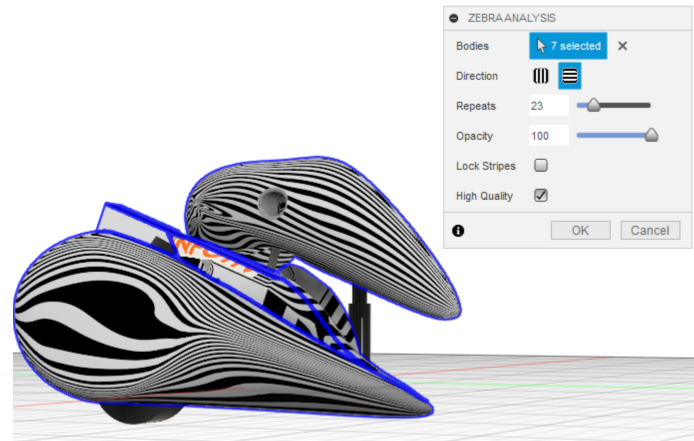 ZEBRA ANALYSIS
Bodies 7 selected
Direction
Repeats 23
Opacity 100
Lock Stripes
High Quality
OK Cancel